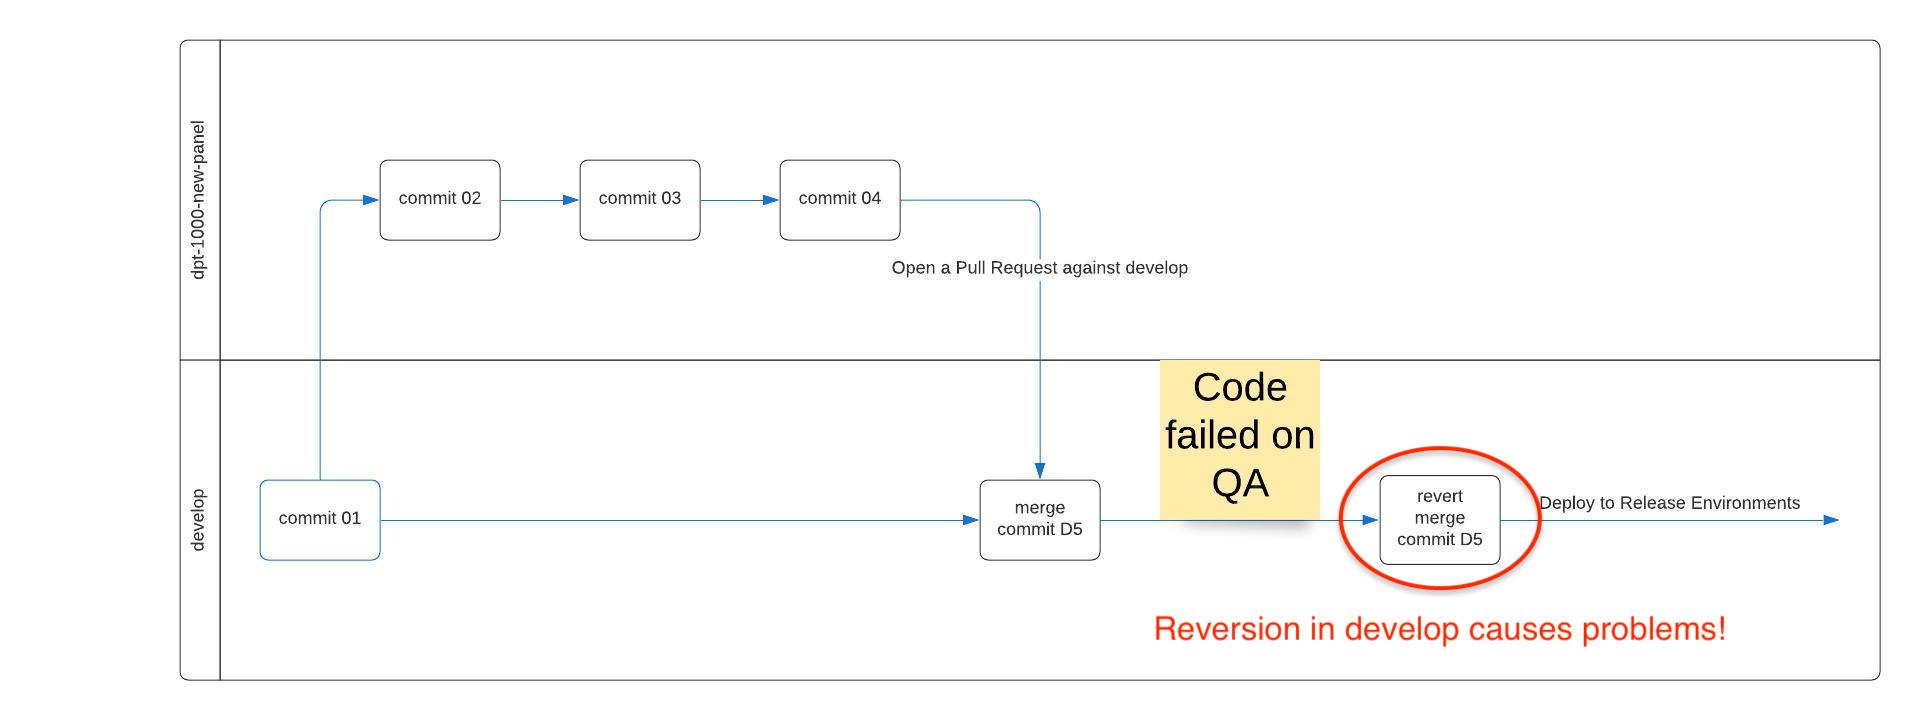 dpt-1000-new-panel
commit 02
commit 03
commit 04
Open a Pull Request against develop
develop
commit 01
merge
commit D5
Code
failed on
QA
revert
merge
commit D5
Deploy to Release Environments
Reversion in develop causes problems!